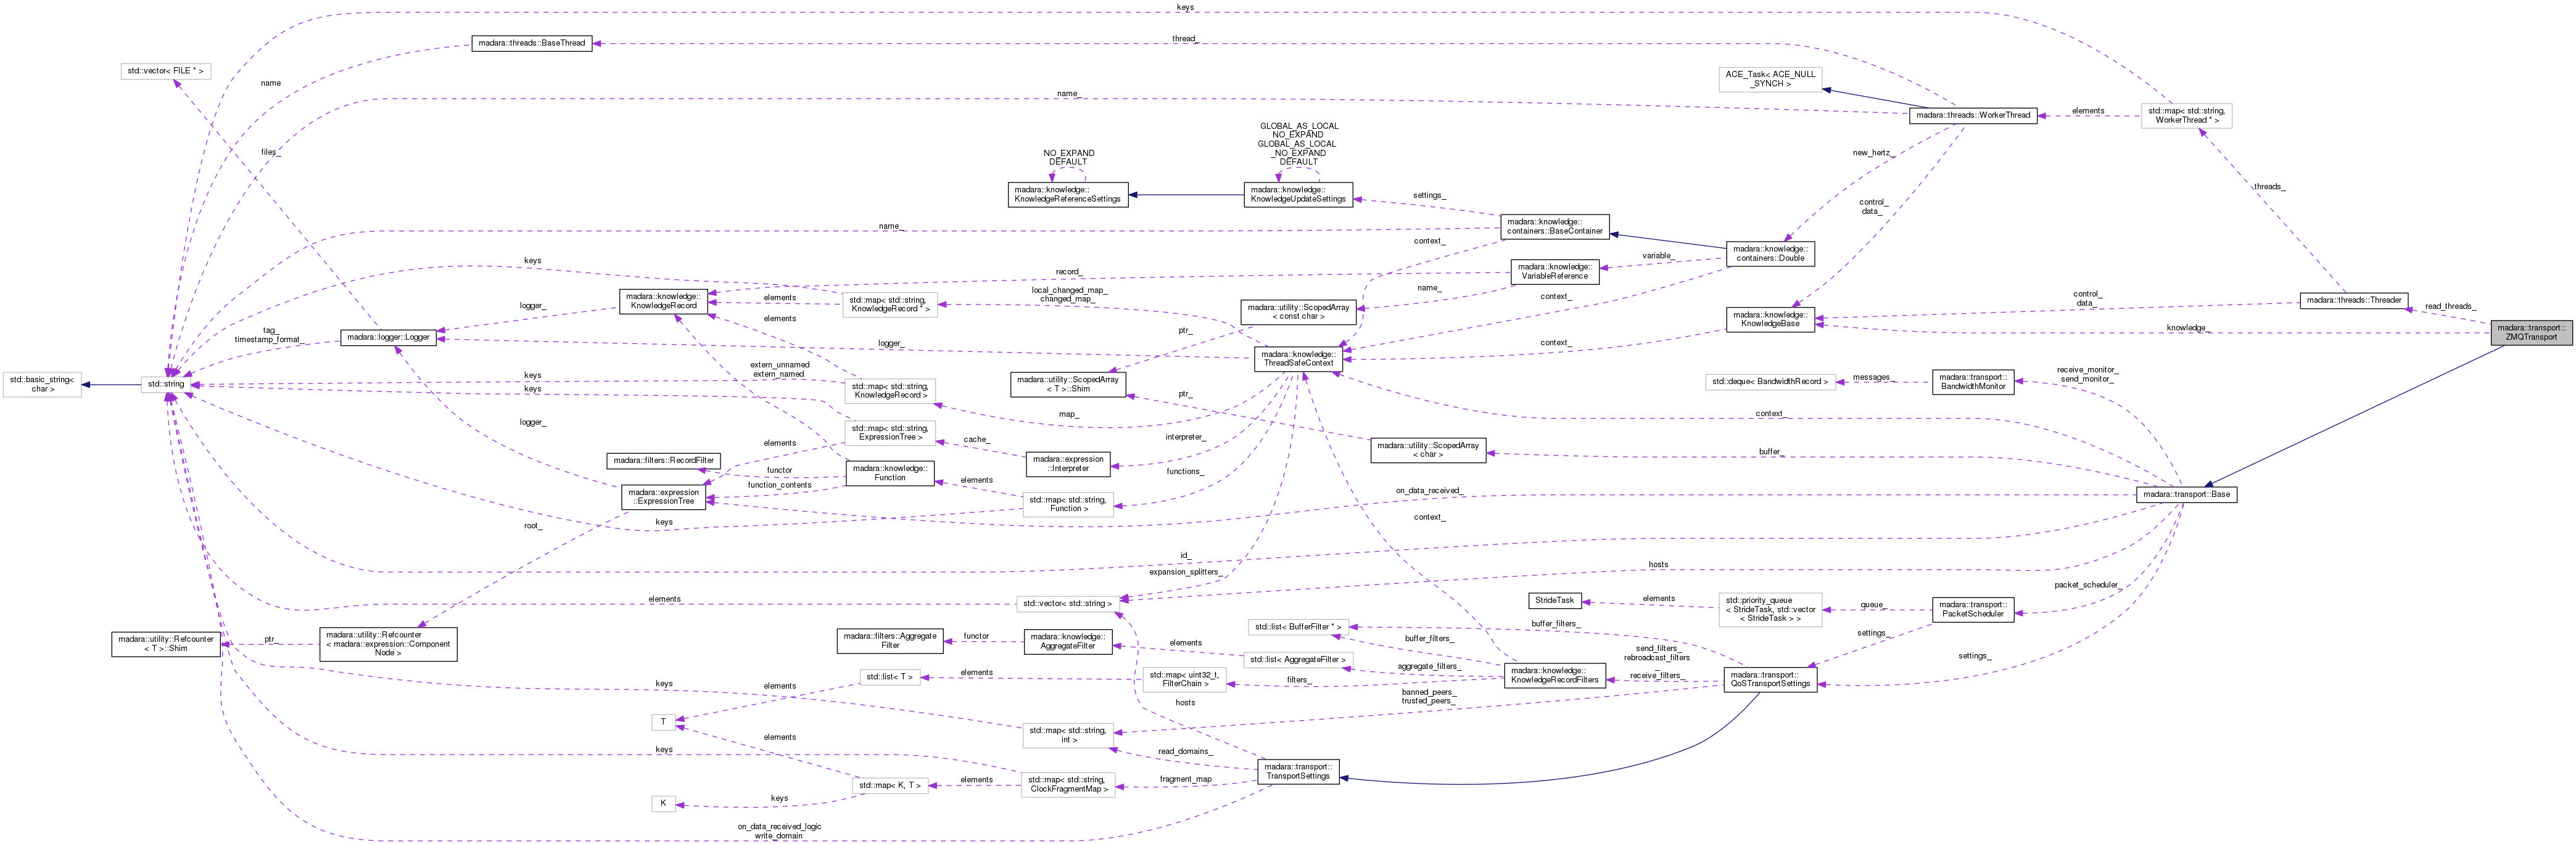 keys
madara::threads::BaseThread
thread_
std::vector< FILE * >
name
ACE_Task< ACE_NULL
_SYNCH >
name_
madara::threads::WorkerThread
elements
std::map< std::string,
WorkerThread * >
files_
NO_EXPAND
DEFAULT
GLOBAL_AS_LOCAL
NO_EXPAND
GLOBAL_AS_LOCAL
_NO_EXPAND
DEFAULT
new_hertz_
threads_
madara::knowledge::
KnowledgeReferenceSettings
madara::knowledge::
KnowledgeUpdateSettings
settings_
control_
data_
name_
madara::knowledge::
containers::BaseContainer
context_
madara::knowledge::
containers::Double
keys
record_
madara::knowledge::
VariableReference
variable_
logger_
madara::knowledge::
KnowledgeRecord
elements
std::map< std::string,
KnowledgeRecord * >
local_changed_map_
changed_map_
madara::utility::ScopedArray
< const char >
name_
context_
madara::knowledge::
KnowledgeBase
control_
data_
madara::threads::Threader
read_threads_
knowledge_
madara::transport::
ZMQTransport
tag_
timestamp_format_
madara::logger::Logger
elements
logger_
ptr_
context_
madara::knowledge::
ThreadSafeContext
std::basic_string<
char >
std::string
keys
keys
extern_unnamed
extern_named
std::map< std::string,
KnowledgeRecord >
madara::utility::ScopedArray
< T >::Shim
ptr_
std::deque< BandwidthRecord >
messages_
madara::transport::
BandwidthMonitor
receive_monitor_
send_monitor_
map_
context_
logger_
elements
std::map< std::string,
ExpressionTree >
cache_
madara::expression
::Interpreter
interpreter_
madara::utility::ScopedArray
< char >
buffer_
madara::filters::RecordFilter
functor
function_contents
madara::knowledge::
Function
elements
functions_
madara::expression
::ExpressionTree
keys
std::map< std::string,
Function >
on_data_received_
context_
madara::transport::Base
root_
id_
expansion_splitters_
hosts
elements
std::vector< std::string >
StrideTask
elements
std::priority_queue
< StrideTask, std::vector
< StrideTask > >
queue_
madara::transport::
PacketScheduler
packet_scheduler_
settings_
settings_
madara::utility::Refcounter
< T >::Shim
ptr_
madara::utility::Refcounter
< madara::expression::Component
Node >
madara::filters::Aggregate
Filter
functor
madara::knowledge::
AggregateFilter
elements
std::list< BufferFilter * >
std::list< AggregateFilter >
buffer_filters_
buffer_filters_
aggregate_filters_
filters_
madara::knowledge::
KnowledgeRecordFilters
send_filters_
rebroadcast_filters
_
receive_filters_
madara::transport::
QoSTransportSettings
keys
elements
std::list< T >
elements
std::map< uint32_t,
FilterChain >
hosts
banned_peers_
trusted_peers_
T
elements
std::map< std::string,
int >
read_domains_
keys
K
keys
std::map< K, T >
elements
std::map< std::string,
ClockFragmentMap >
fragment_map
madara::transport::
TransportSettings
on_data_received_logic
write_domain